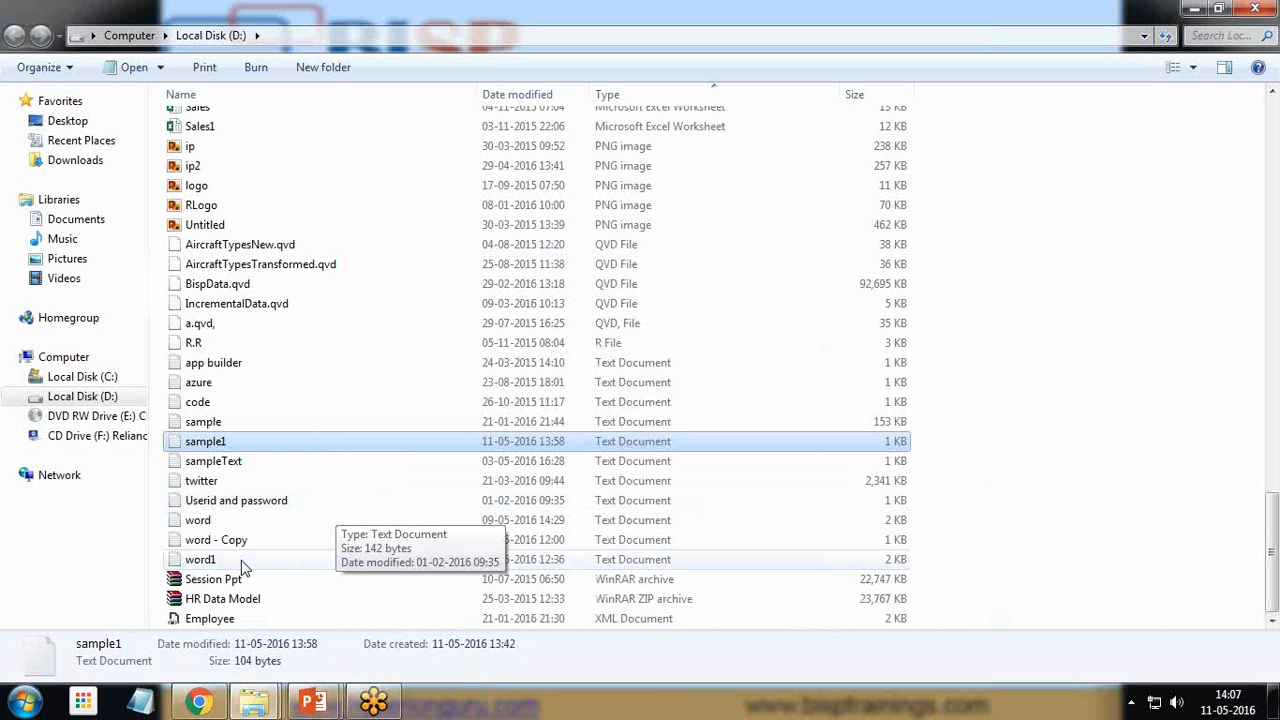 BISP
Computer Local Disk (D:)
Search Loc...
Organize Open Print Burn New folder
Name Date modified Type Size
Favorites
Desktop
Recent Places
Downloads
Libraries
Documents
Music
Pictures
Videos
Homegroup
Computer
Local Disk (C:)
Local Disk (D:)
DVD RW Drive (E:) C
CD Drive (F:) Relianc
Network
Sales 04-11-2015 07:04 Microsoft Excel Worksheet 13 KB
Sales1 03-11-2015 22:06 Microsoft Excel Worksheet 12 KB
ip 30-03-2015 09:52 PNG image 238 KB
ip2 29-04-2016 13:41 PNG image 257 KB
logo 17-09-2015 07:50 PNG image 11 KB
RLogo 08-01-2016 10:00 PNG image 70 KB
Untitled 30-03-2015 13:39 PNG image 462 KB
AircraftTypesNew.qvd 04-08-2015 12:20 QVD File 38 KB
AircraftTypesTransformed.qvd 25-08-2015 11:38 QVD File 36 KB
BispData.qvd 29-02-2016 13:18 QVD File 92,695 KB
IncrementalData.qvd 09-03-2016 10:13 QVD File 5 KB
a.qvd, 29-07-2015 16:25 QVD, File 35 KB
R.R 05-11-2015 08:04 R File 3 KB
app builder 24-03-2015 14:10 Text Document 1 KB
azure 23-08-2015 18:01 Text Document 1 KB
code 26-10-2015 11:17 Text Document 1 KB
sample 21-01-2016 21:44 Text Document 153 KB
sample1 11-05-2016 13:58 Text Document 1 KB
sampleText 03-05-2016 16:28 Text Document 1 KB
twitter 21-03-2016 09:44 Text Document 2,341 KB
Userid and password 01-02-2016 09:35 Text Document 1 KB
word 09-05-2016 14:29 Text Document 2 KB
word - Copy 12:00 Text Document 1 KB
word1 12:36 Text Document 2 KB
Session Ppt 10-07-2015 06:50 WinRAR archive 22,747 KB
HR Data Model 25-03-2015 12:33 WinRAR ZIP archive 23,767 KB
Employee 21-01-2016 21:30 XML Document 2 KB
Type: Text Document
Size: 142 bytes
Date modified: 01-02-2016 09:35
sample1 Date modified: 11-05-2016 13:58 Date created: 11-05-2016 13:42
Text Document Size: 104 bytes
14:07
11-05-2016